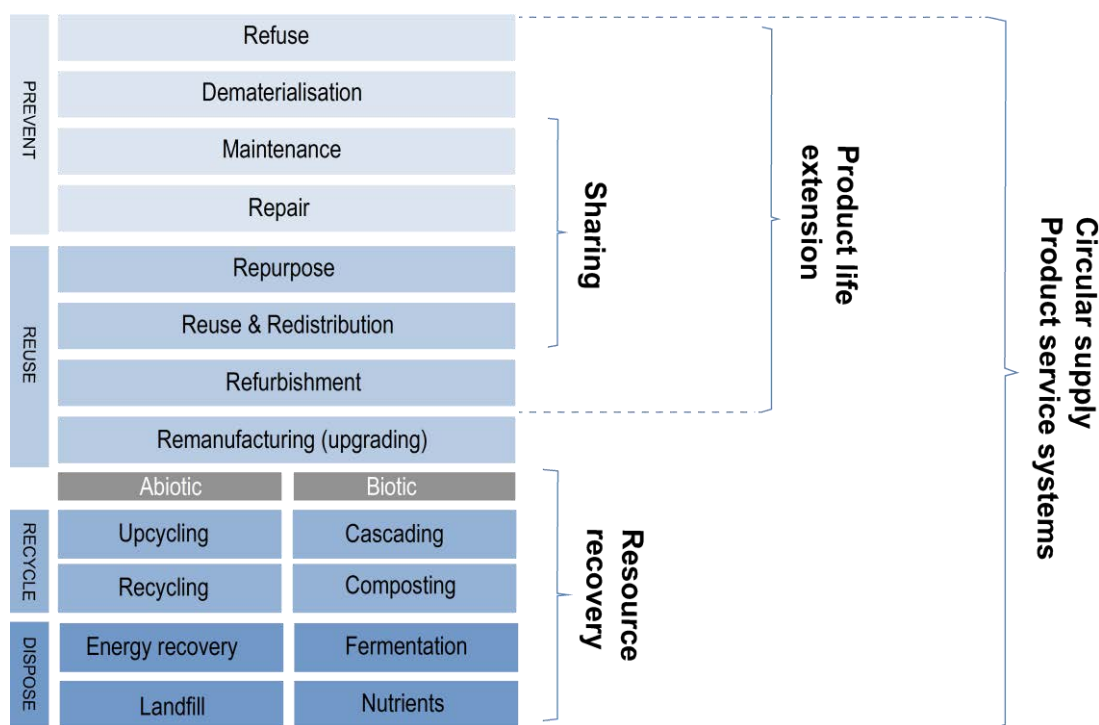 PREVENT
Refuse
Dematerialisation
Maintenance
Repair
REUSE
Repurpose
Reuse & Redistribution
Refurbishment
Remanufacturing (upgrading)
Abiotic
Biotic
RECYCLE
Upcycling
Cascading
Recycling
Composting
DISPOSE
Energy recovery
Fermentation
Landfill
Nutrients
Sharing
Resource
recovery
Product life
extension
Circular supply
Product service systems